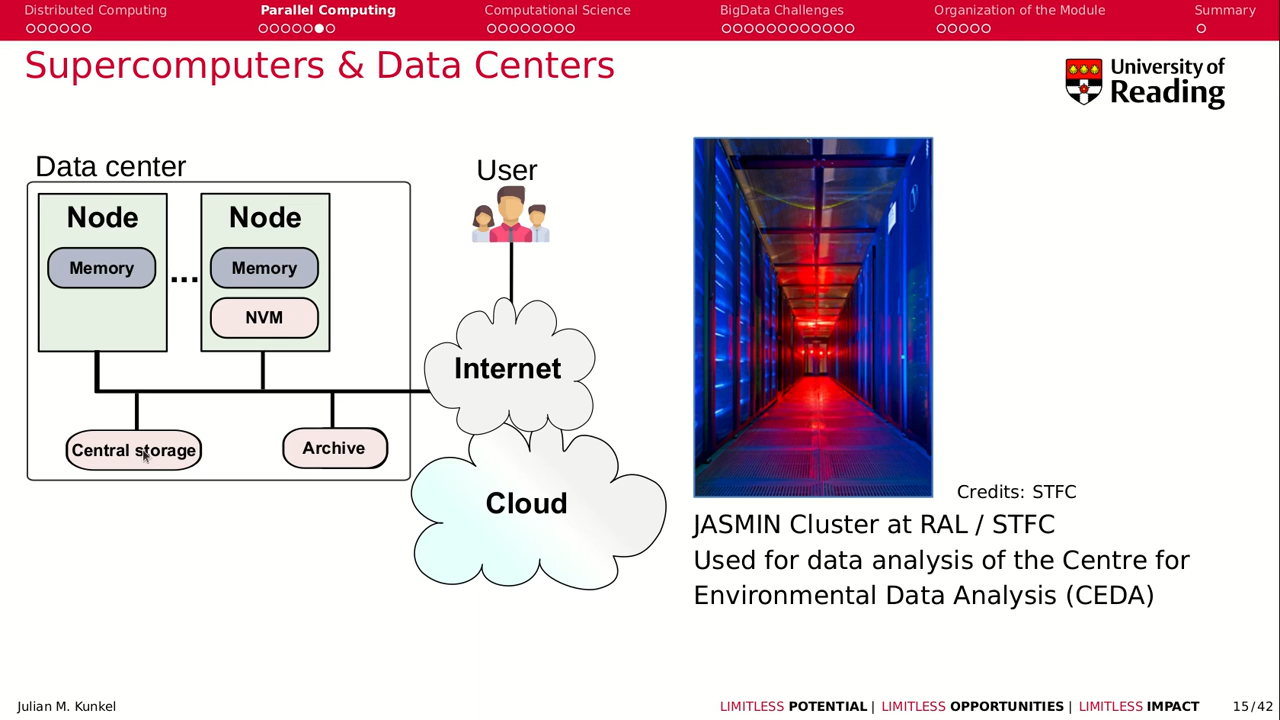 Distributed Computing
Parallel Computing
Computational Science
BigData Challenges
Organization of the Module
Summary
Supercomputers & Data Centers
University of
Reading
Data center
User
Node
Node
Memory
...
Memory
NVM
Internet
Central storage
Archive
Cloud
Credits: STFC
JASMIN Cluster at RAL / STFC
Used for data analysis of the Centre for
Environmental Data Analysis (CEDA)
Julian M. Kunkel
LIMITLESS POTENTIAL | LIMITLESS OPPORTUNITIES | LIMITLESS IMPACT
15/42